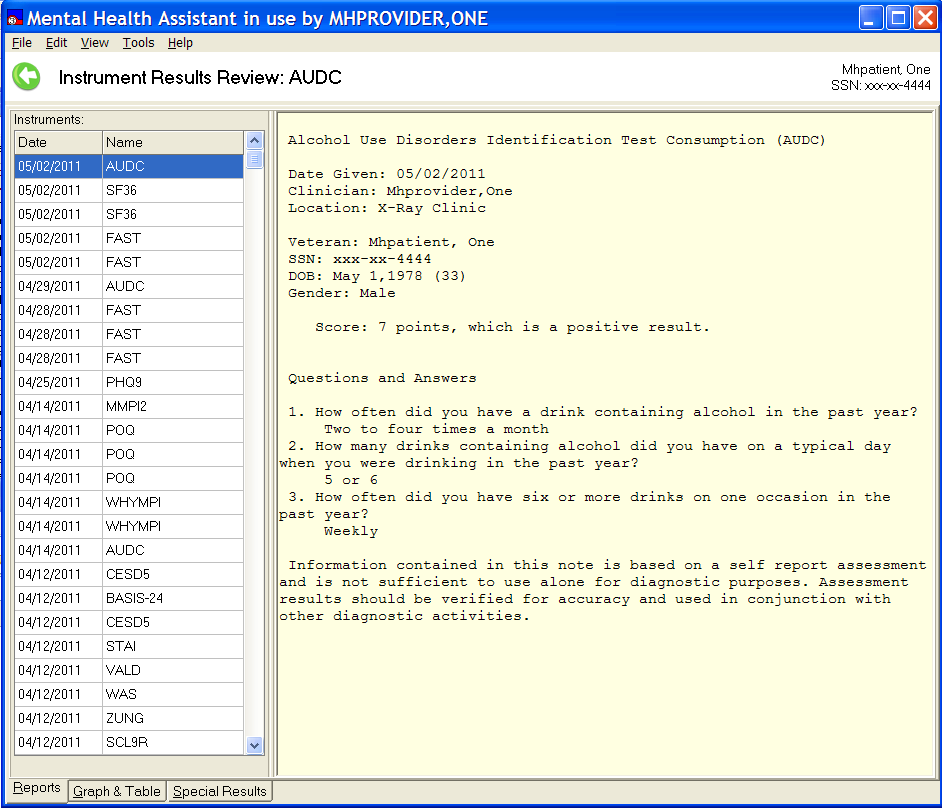 Mental Health Assistant in use by MHPROVIDER,ONE
File Edit View Tools Help
Instrument Results Review: AUDC
Mhpatient, One
SSN: xxx-xx-4444
Instruments:
Date Name
05/02/2011 AUDC
05/02/2011 SF36
05/02/2011 SF36
05/02/2011 FAST
05/02/2011 FAST
04/29/2011 AUDC
04/28/2011 FAST
04/28/2011 FAST
04/28/2011 FAST
04/25/2011 PHQ9
04/14/2011 MMPI2
04/14/2011 POQ
04/14/2011 POQ
04/14/2011 POQ
04/14/2011 WHYMPI
04/14/2011 WHYMPI
04/14/2011 AUDC
04/12/2011 CESD5
04/12/2011 BASIS-24
04/12/2011 CESD5
04/12/2011 STAI
04/12/2011 VALD
04/12/2011 WAS
04/12/2011 ZUNG
04/12/2011 SCL9R
Alcohol Use Disorders Identification Test Consumption (AUDC)
Date Given: 05/02/2011
Clinician: Mhprovider,One
Location: X-Ray Clinic
Veteran: Mhpatient, One
SSN: xxx-xx-4444
DOB: May 1,1978 (33)
Gender: Male
Score: 7 points, which is a positive result.
Questions and Answers
1. How often did you have a drink containing alcohol in the past year?
Two to four times a month
2. How many drinks containing alcohol did you have on a typical day
when you were drinking in the past year?
5 or 6
3. How often did you have six or more drinks on one occasion in the
past year?
Weekly
Information contained in this note is based on a self report assessment
and is not sufficient to use alone for diagnostic purposes. Assessment
results should be verified for accuracy and used in conjunction with
other diagnostic activities.
Reports Graph & Table Special Results